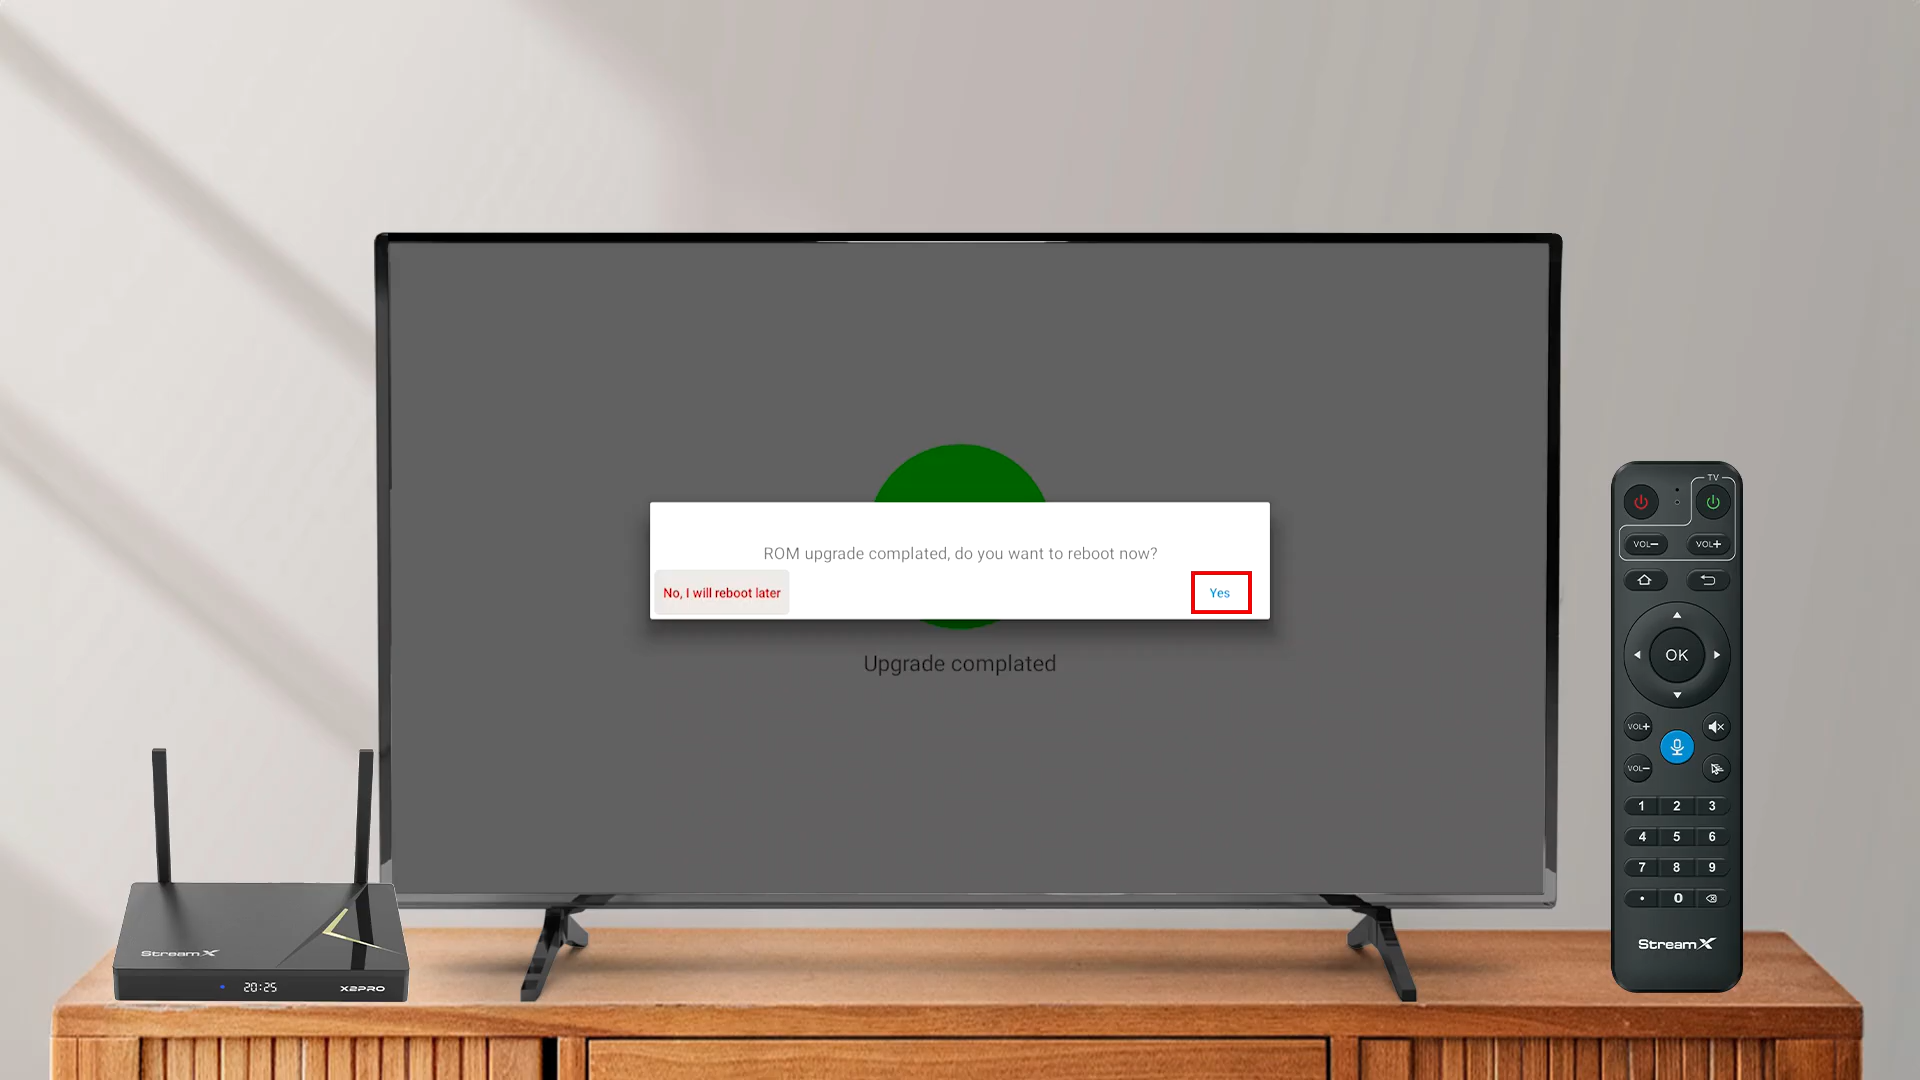 ROM upgrade complated, do you want to reboot now?
No, I will reboot later
Yes
Upgrade complated
StreamX
20:25
X2PRO
TV
VOL-
VOL+
OK
VOL+
VOL-
1 2 3
4 5 6
7 8 9
. 0
StreamX